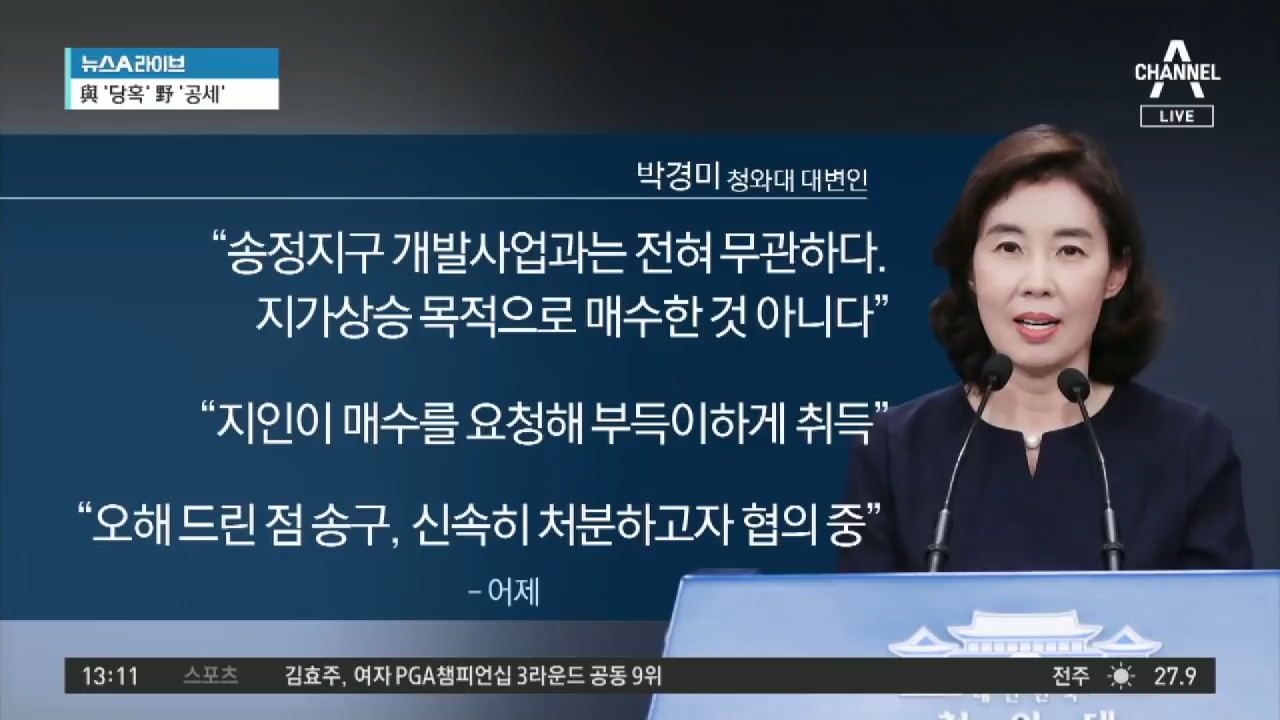 뉴스A 라이브
與 '당혹' 野 '공세'
CHANNEL A
LIVE
박경미 청와대 대변인
“송정지구 개발사업과는 전혀 무관하다.
지가상승 목적으로 매수한 것 아니다”
“지인이 매수를 요청해 부득이하게 취득”
“오해 드린 점 송구, 신속히 처분하고자 협의 중”
– 어제
13:11 스포츠 김효주, 여자 PGA챔피언십 3라운드 공동 9위 전주 27.9